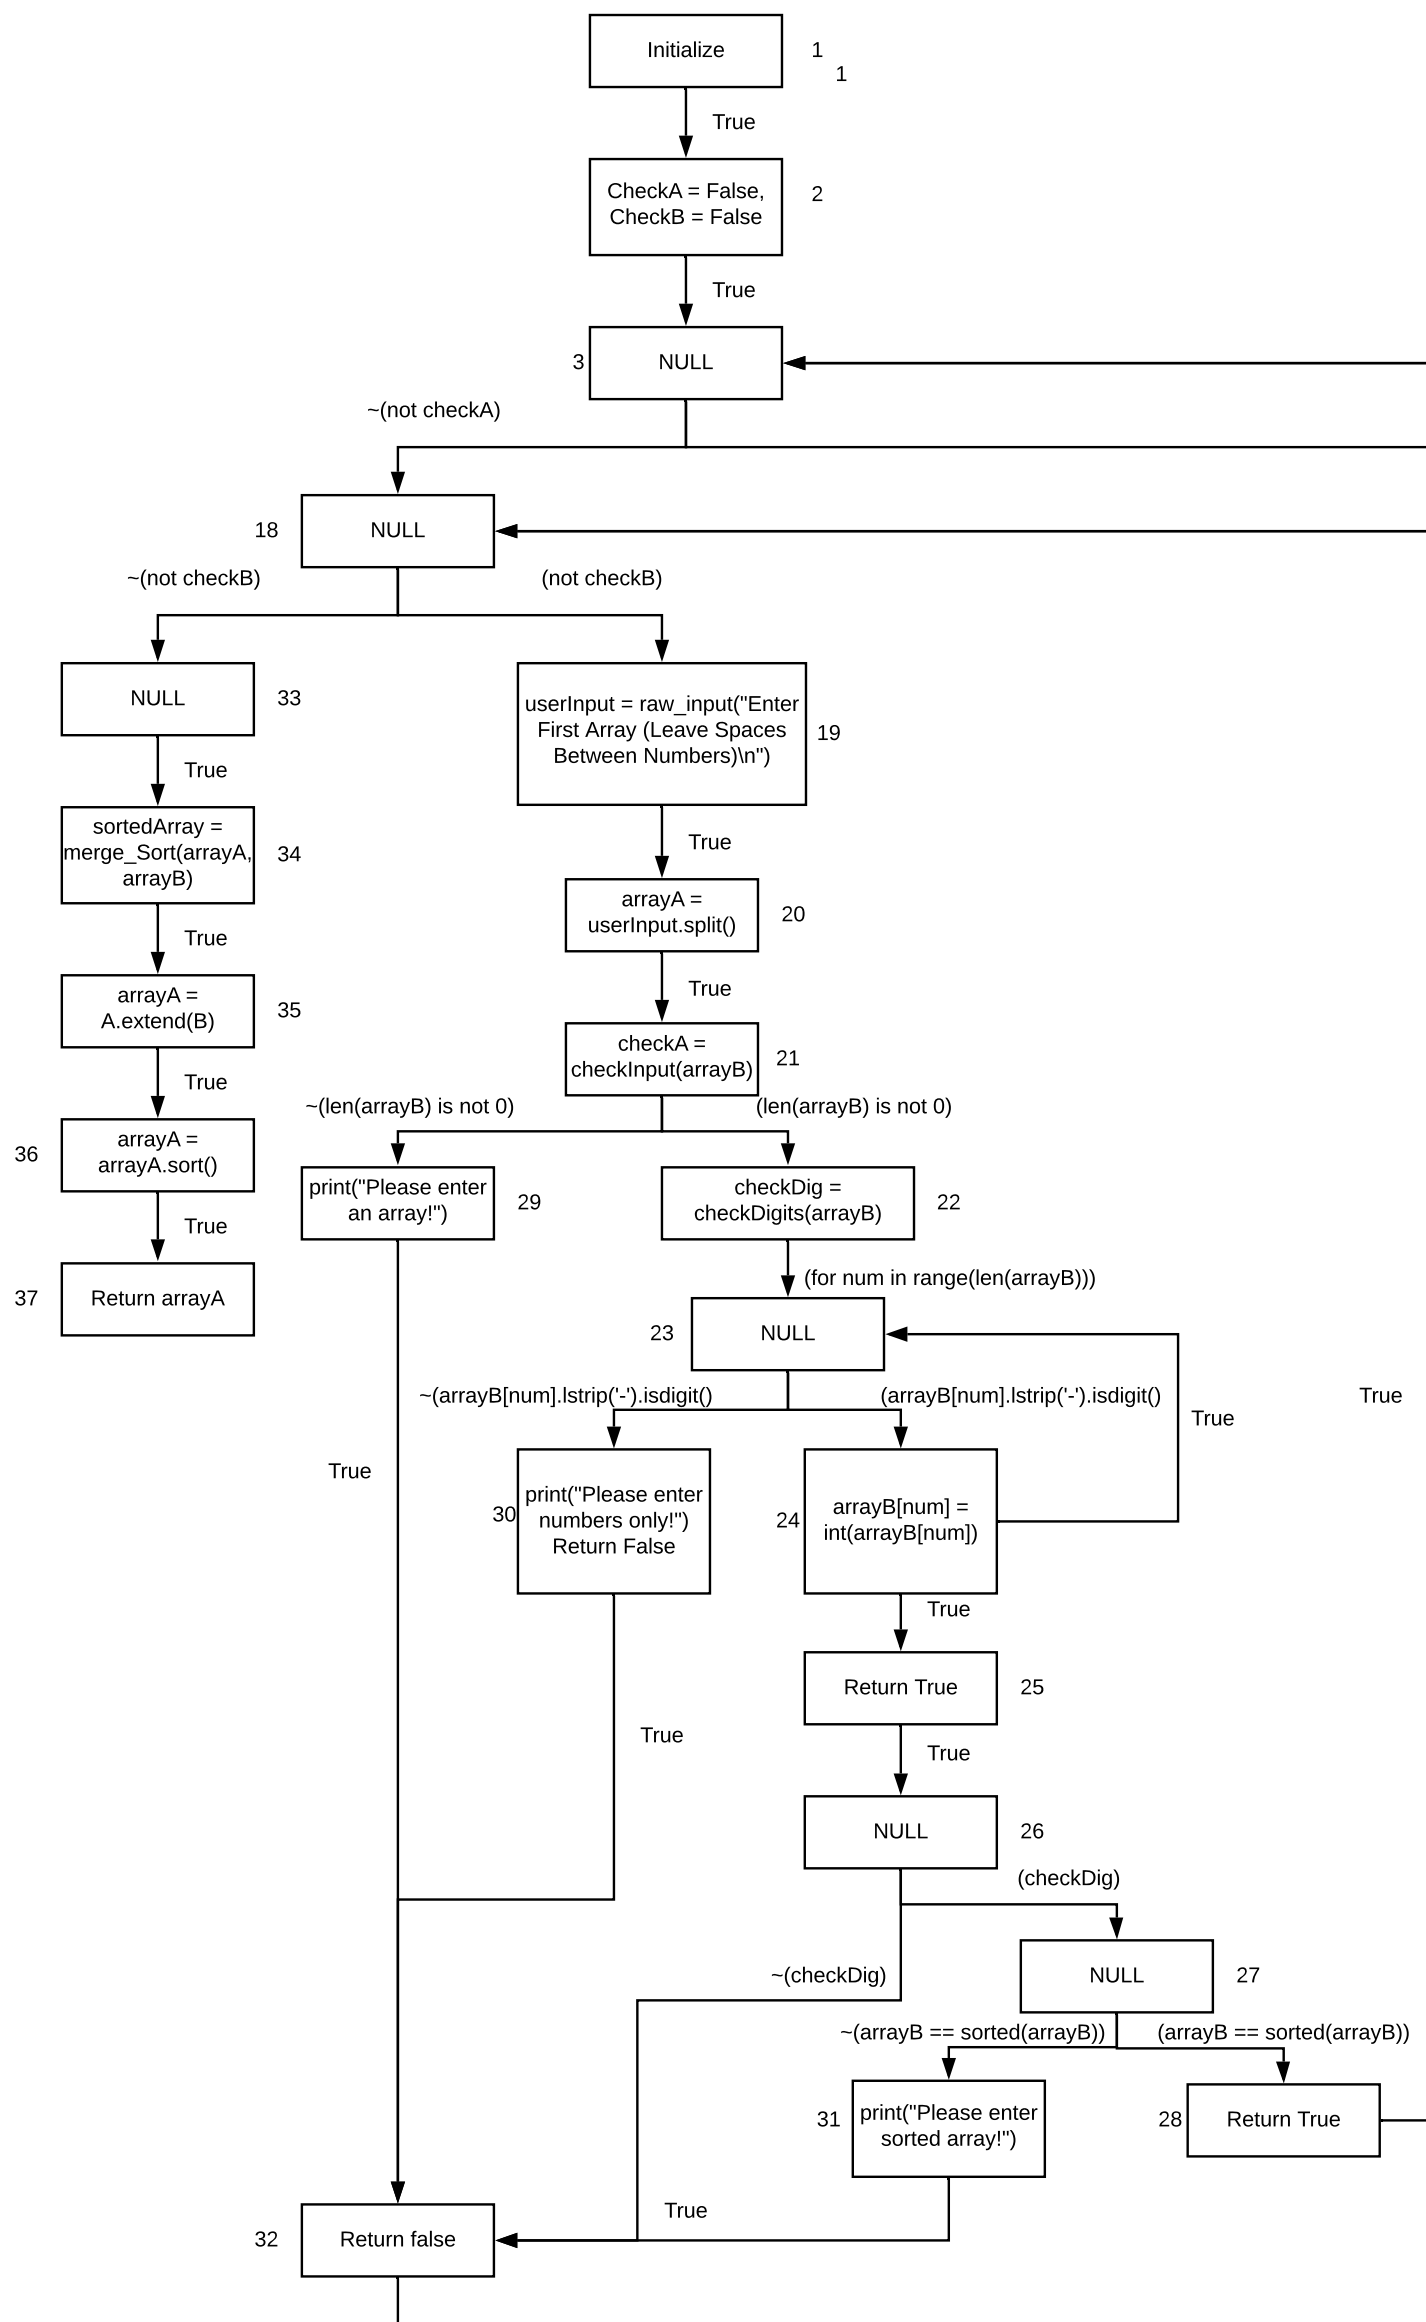 Initialize
1
1
True
CheckA = False,
CheckB = False
2
True
3
NULL
~(not checkA)
18
NULL
~(not checkB)
(not checkB)
NULL
33
userInput = raw_input("Enter
First Array (Leave Spaces
Between Numbers)\n")
19
True
sortedArray =
merge_Sort(arrayA,
arrayB)
34
True
arrayA =
userInput.split()
20
True
True
arrayA =
A.extend(B)
35
checkA =
checkInput(arrayB)
21
True
~(len(arrayB) is not 0)
(len(arrayB) is not 0)
36
arrayA =
arrayA.sort()
print("Please enter
an array!")
29
checkDig =
checkDigits(arrayB)
22
True
(for num in range(len(arrayB)))
37
Return arrayA
23
NULL
~(arrayB[num].lstrip('-').isdigit()
(arrayB[num].lstrip('-').isdigit()
True
True
True
30
print("Please enter
numbers only!")
Return False
24
arrayB[num] =
int(arrayB[num])
True
Return True
25
True
True
NULL
26
(checkDig)
~(checkDig)
NULL
27
~(arrayB == sorted(arrayB))
(arrayB == sorted(arrayB))
31
print("Please enter
sorted array!")
28
Return True
True
32
Return false